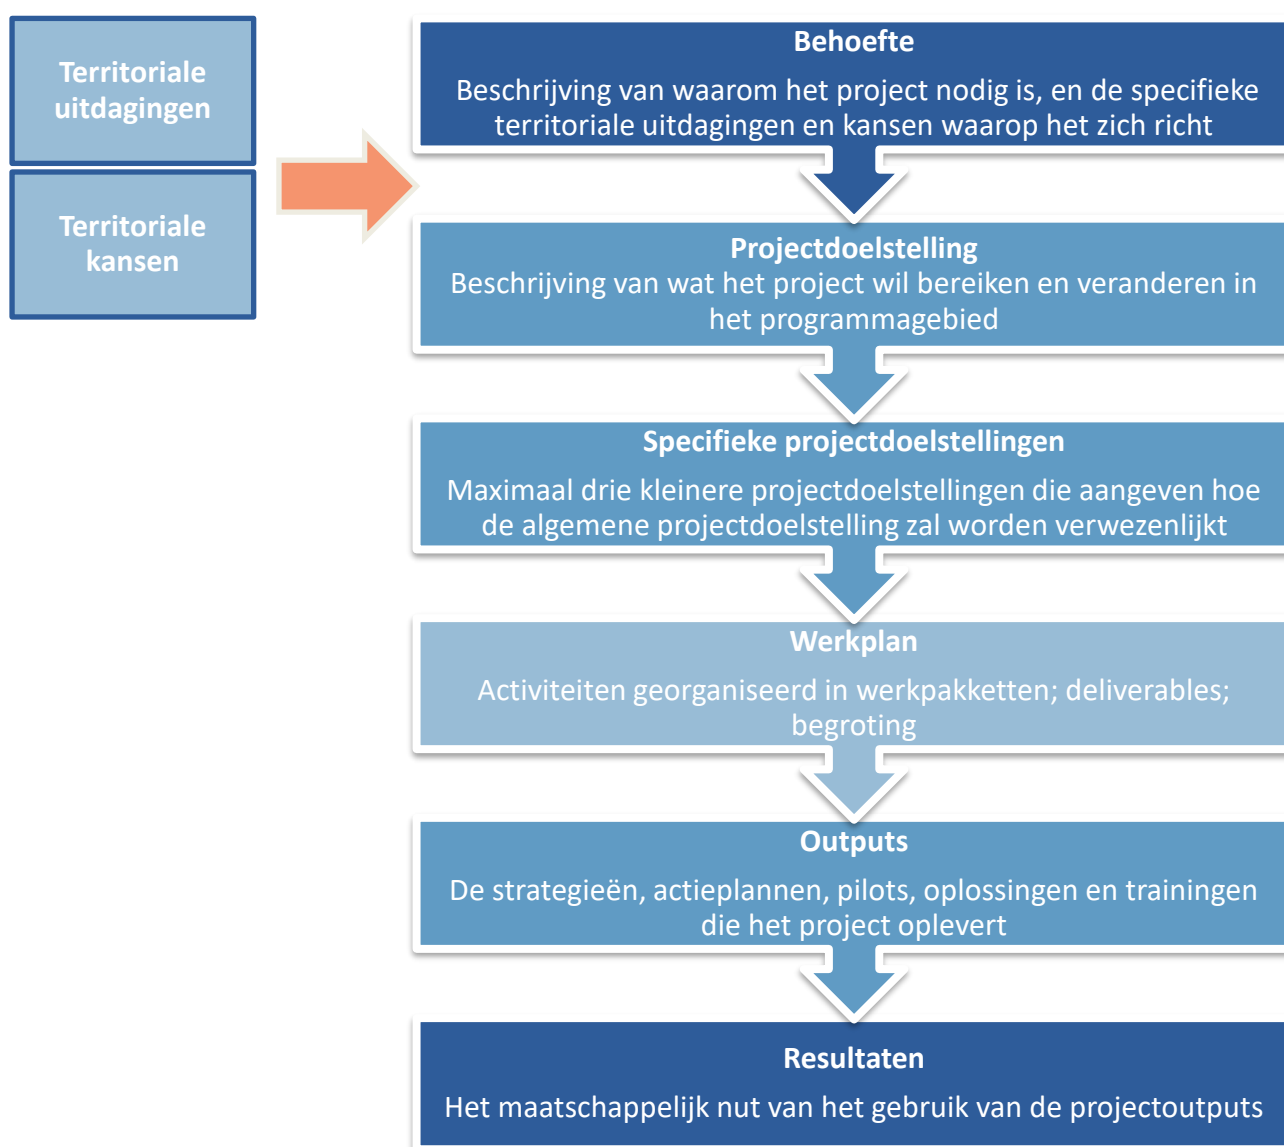 Territoriale
uitdagingen
Territoriale
kansen
Behoefte
Beschrijving van waarom het project nodig is, en de specifieke
territoriale uitdagingen en kansen waarop het zich richt
Projectdoelstelling
Beschrijving van wat het project wil bereiken en veranderen in
het programmagebied
Specifieke projectdoelstellingen
Maximaal drie kleinere projectdoelstellingen die aangeven hoe
de algemene projectdoelstelling zal worden verwezenlijkt
Werkplan
Activiteiten georganiseerd in werkpakketten; deliverables;
begroting
Outputs
De strategieën, actieplannen, pilots, oplossingen en trainingen
die het project oplevert
Resultaten
Het maatschappelijk nut van het gebruik van de projectoutputs